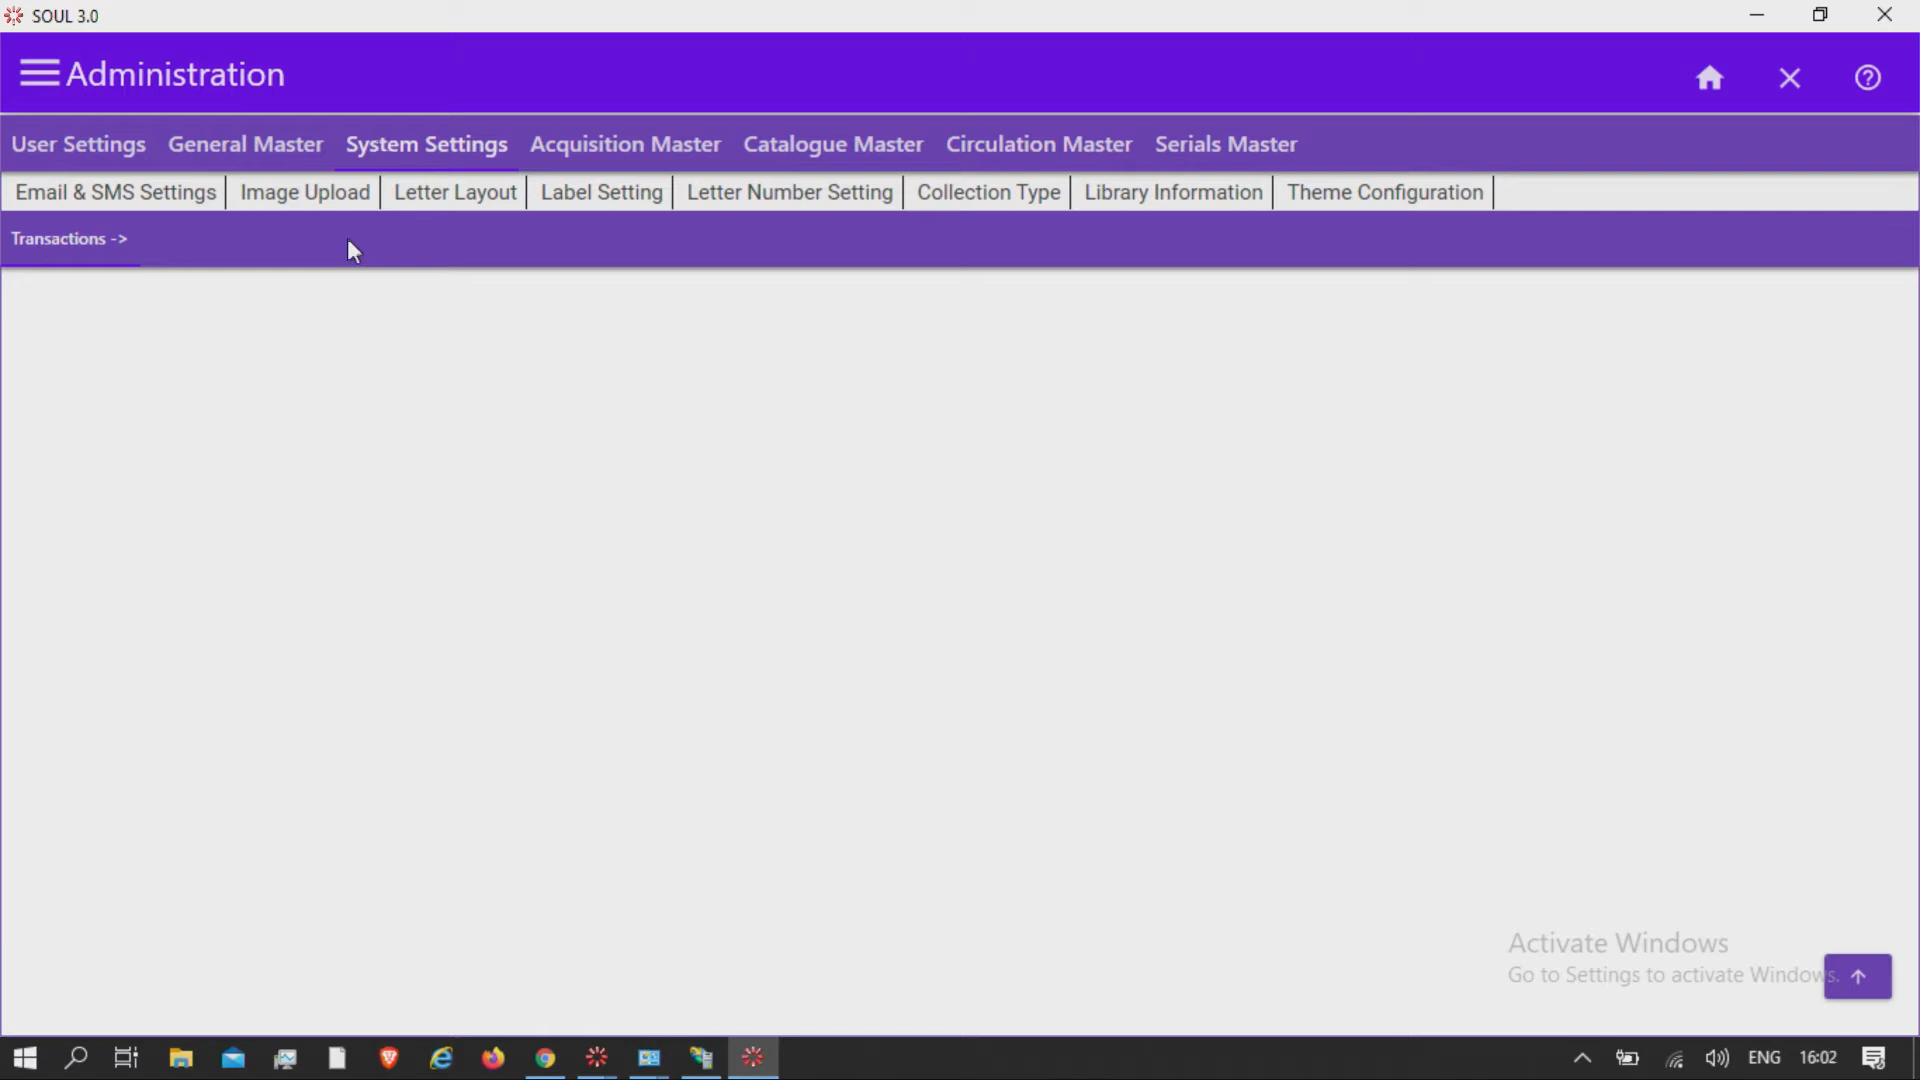 SOUL 3.0
Administration
User Settings General Master System Settings Acquisition Master Catalogue Master Circulation Master Serials Master
Email & SMS Settings Image Upload Letter Layout Label Setting Letter Number Setting Collection Type Library Information Theme Configuration
Transactions ->
Activate Windows
Go to Settings to activate Windows.
ENG 16:02